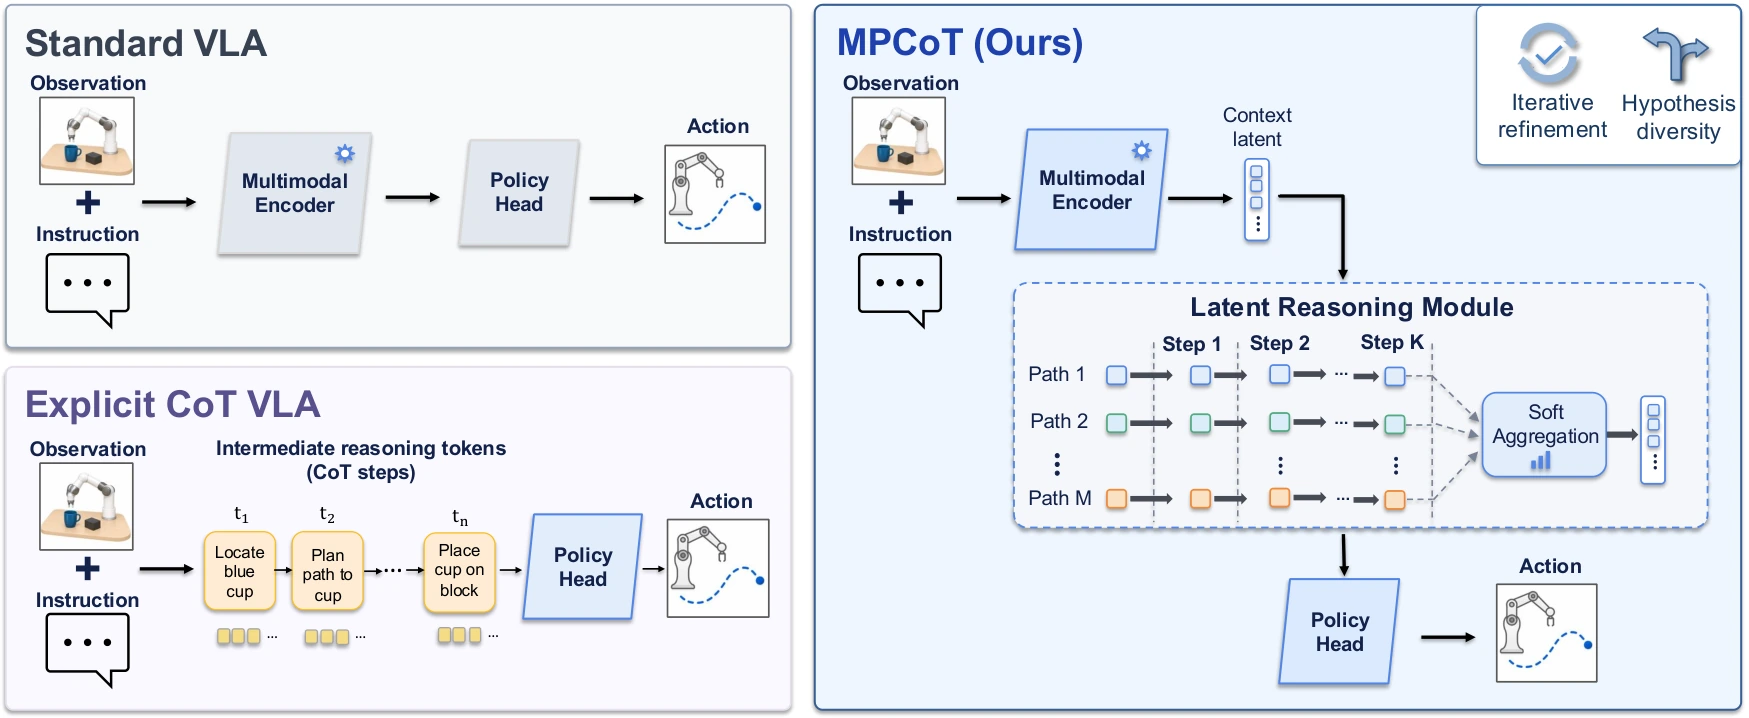 Standard VLA
Observation
Instruction
Multimodal
Encoder
Policy
Head
Action
Explicit CoT VLA
Observation
Instruction
Intermediate reasoning tokens
(CoT steps)
t1
t2
tn
Locate
blue
cup
Plan
path to
cup
...
Place
cup on
block
... ... ...
Policy
Head
Action
MPCoT (Ours)
Observation
Instruction
Multimodal
Encoder
Context
latent
Iterative
refinement
Hypothesis
diversity
Latent Reasoning Module
Step 1 Step 2 Step K
Path 1 ...
Path 2 ...
Path M ...
Soft
Aggregation
Policy
Head
Action